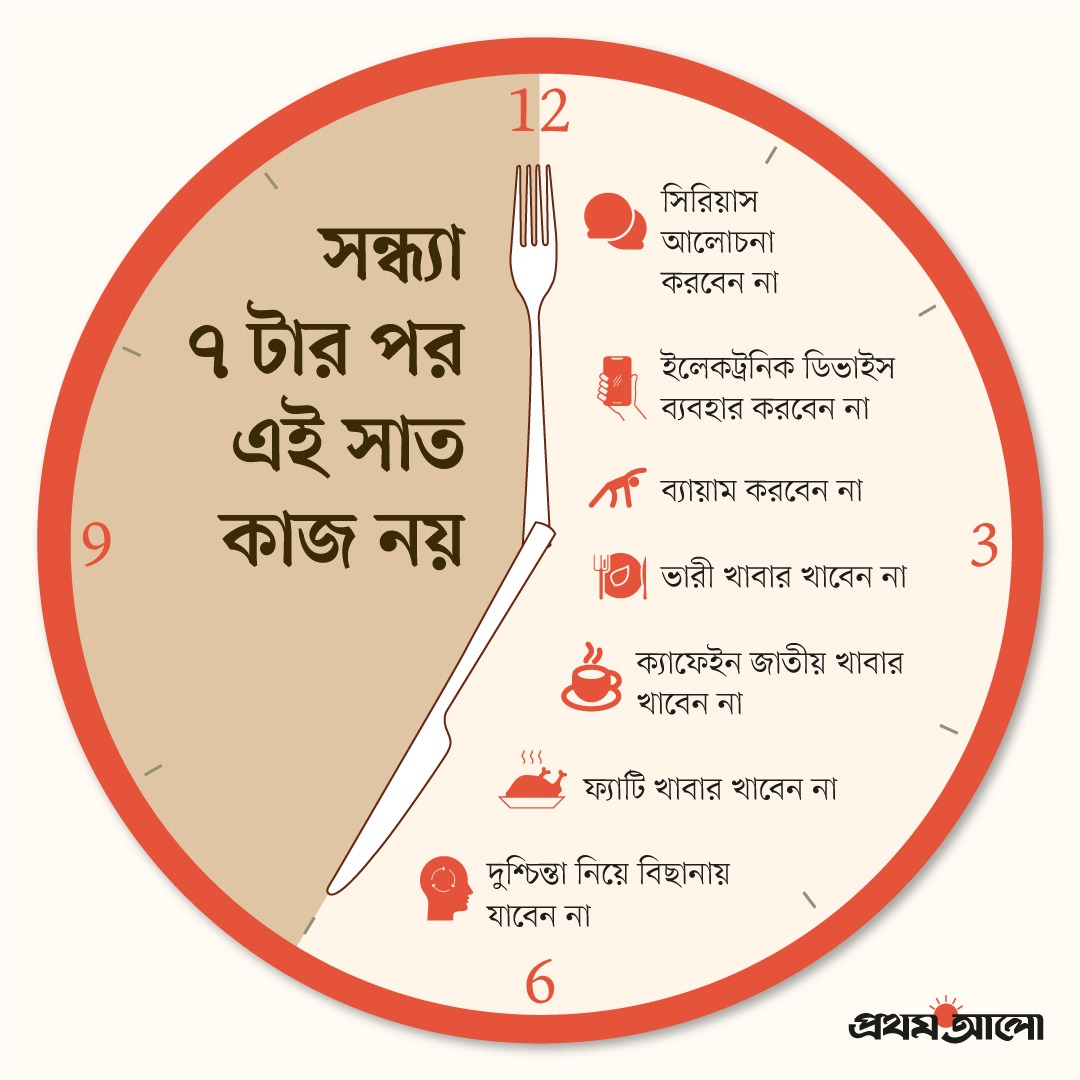 12
সন্ধ্যা
৭ টার পর
এই সাত
কাজ নয়
সিরিয়াস
আলোচনা
করবেন না
ইলেকট্রনিক ডিভাইস
ব্যবহার করবেন না
ব্যায়াম করবেন না
9
3
ভারী খাবার খাবেন না
ক্যাফেইন জাতীয় খাবার
খাবেন না
ফ্যাটি খাবার খাবেন না
দুশ্চিন্তা নিয়ে বিছানায়
যাবেন না
6
প্রথম আলো